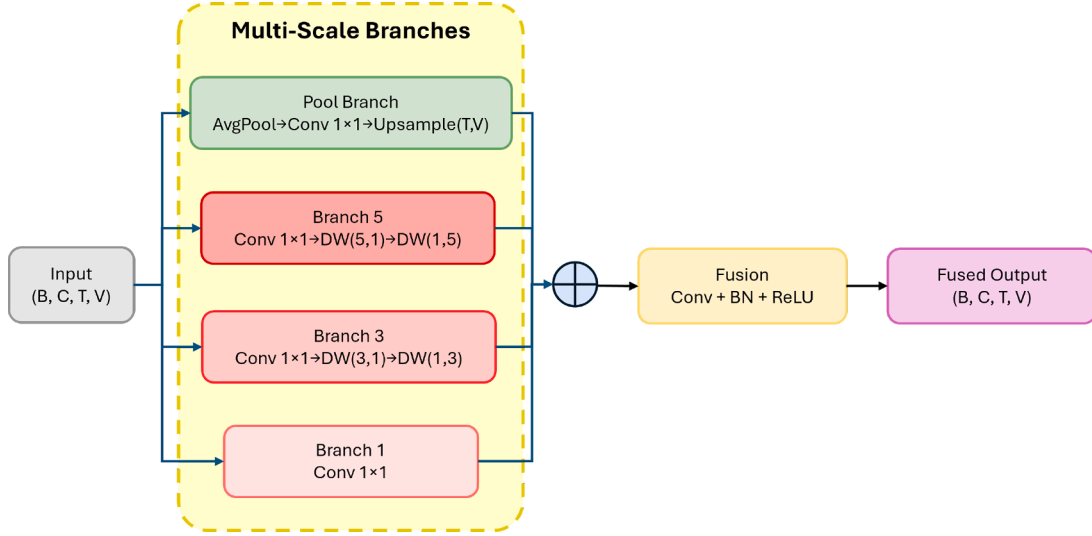 Multi-Scale Branches
Pool Branch
AvgPool→Conv 1×1→Upsample(T,V)
Branch 5
Conv 1×1→DW(5,1)→DW(1,5)
Input
(B, C, T, V)
Fusion
Conv + BN + ReLU
Fused Output
(B, C, T, V)
Branch 3
Conv 1×1→DW(3,1)→DW(1,3)
Branch 1
Conv 1×1